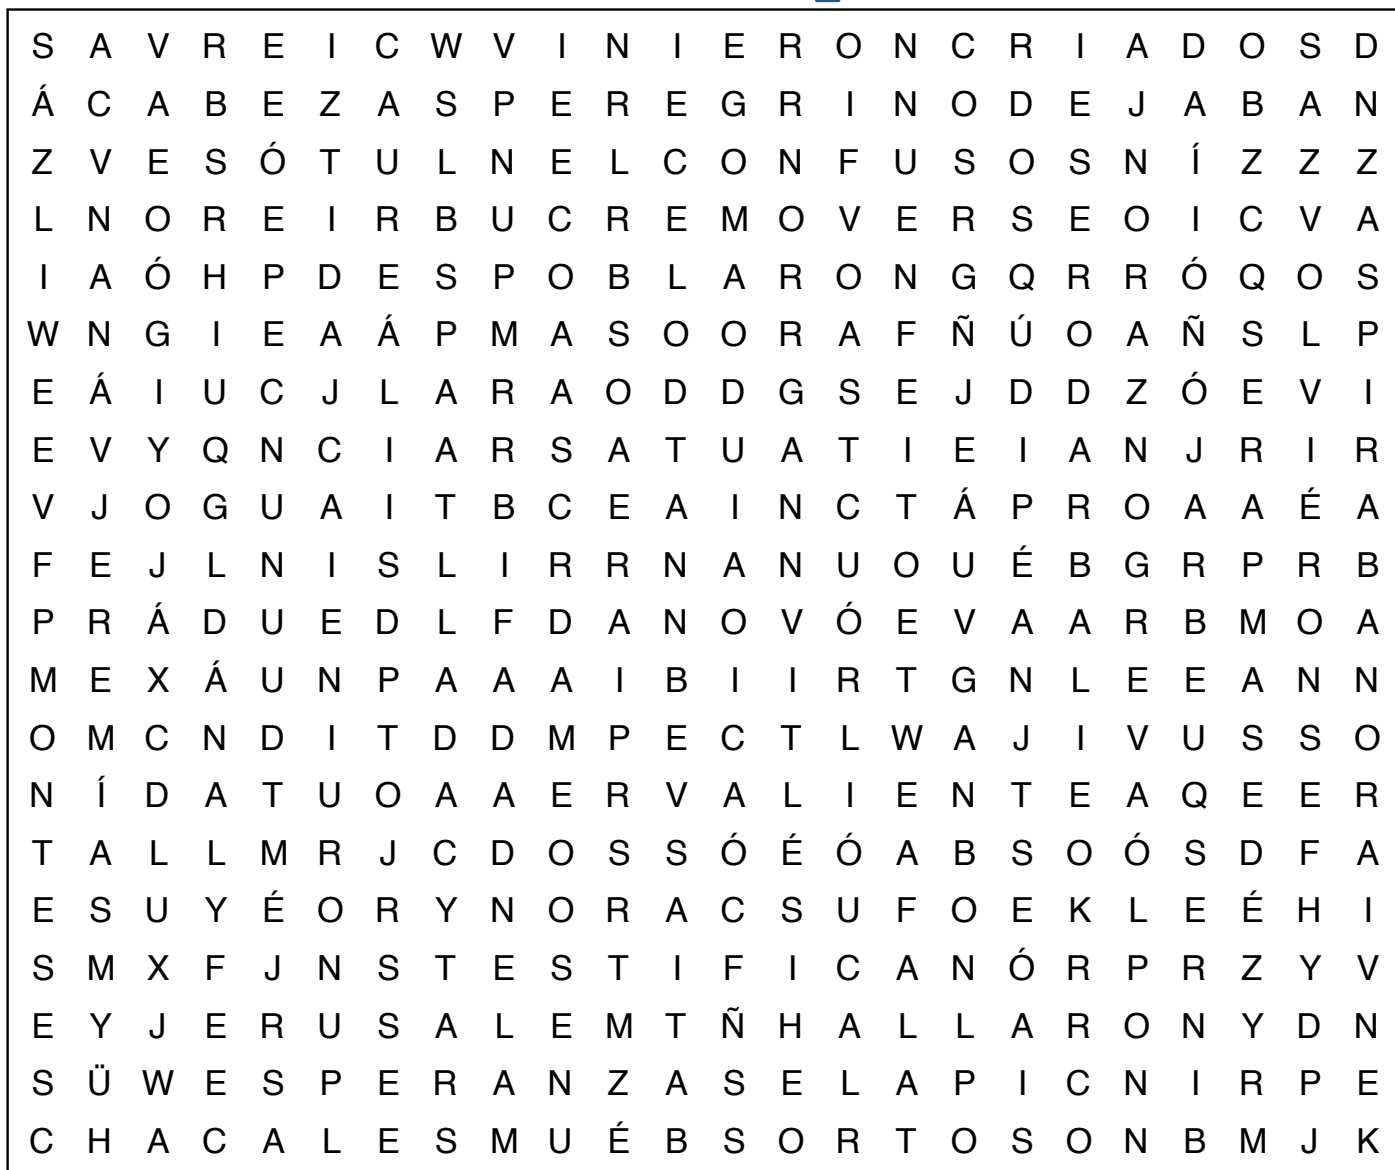 S A V R E I C W V I N I E R O N C R I A D O S D
Á C A B E Z A S P E R E G R I N O D E J A B A N
Z V E S Ó T U L N E L C O N F U S O S N Í Z Z Z
L N O R E I R B U C R E M O V E R S E O I C V A
I A Ó H P D E S P O B L A R O N G Q R R Ó Q O S
W N G I E A Á P M A S O O R A F Ñ Ú O A Ñ S L P
E Á I U C J L A R A O D D G S E J D D Z Ó E V I
E V Y Q N C I A R S A T U A T I E I A N J R I R
V J O G U A I T B C E A I N C T Á P R O A A É A
F E J L N I S L I R R N A N U O U É B G R P R B
P R Á D U E D L F D A N O V Ó E V A A R B M O A
M E X Á U N P A A A I B I I R T G N L E E A N N
O M C N D I T D D M P E C T L W A J I V U S S O
N Í D A T U O A A E R V A L I E N T E A Q E E R
T A L L M R J C D O S S Ó É Ó A B S O Ó S D F A
E S U Y É O R Y N O R A C S U F O E K L E É H I
S M X F J N S T E S T I F I C A N Ó R P R Z Y V
E Y J E R U S A L E M T Ñ H A L L A R O N Y D N
S Ü W E S P E R A N Z A S E L A P I C N I R P E
C H A C A L E S M U É B S O R T O S O N B M J K